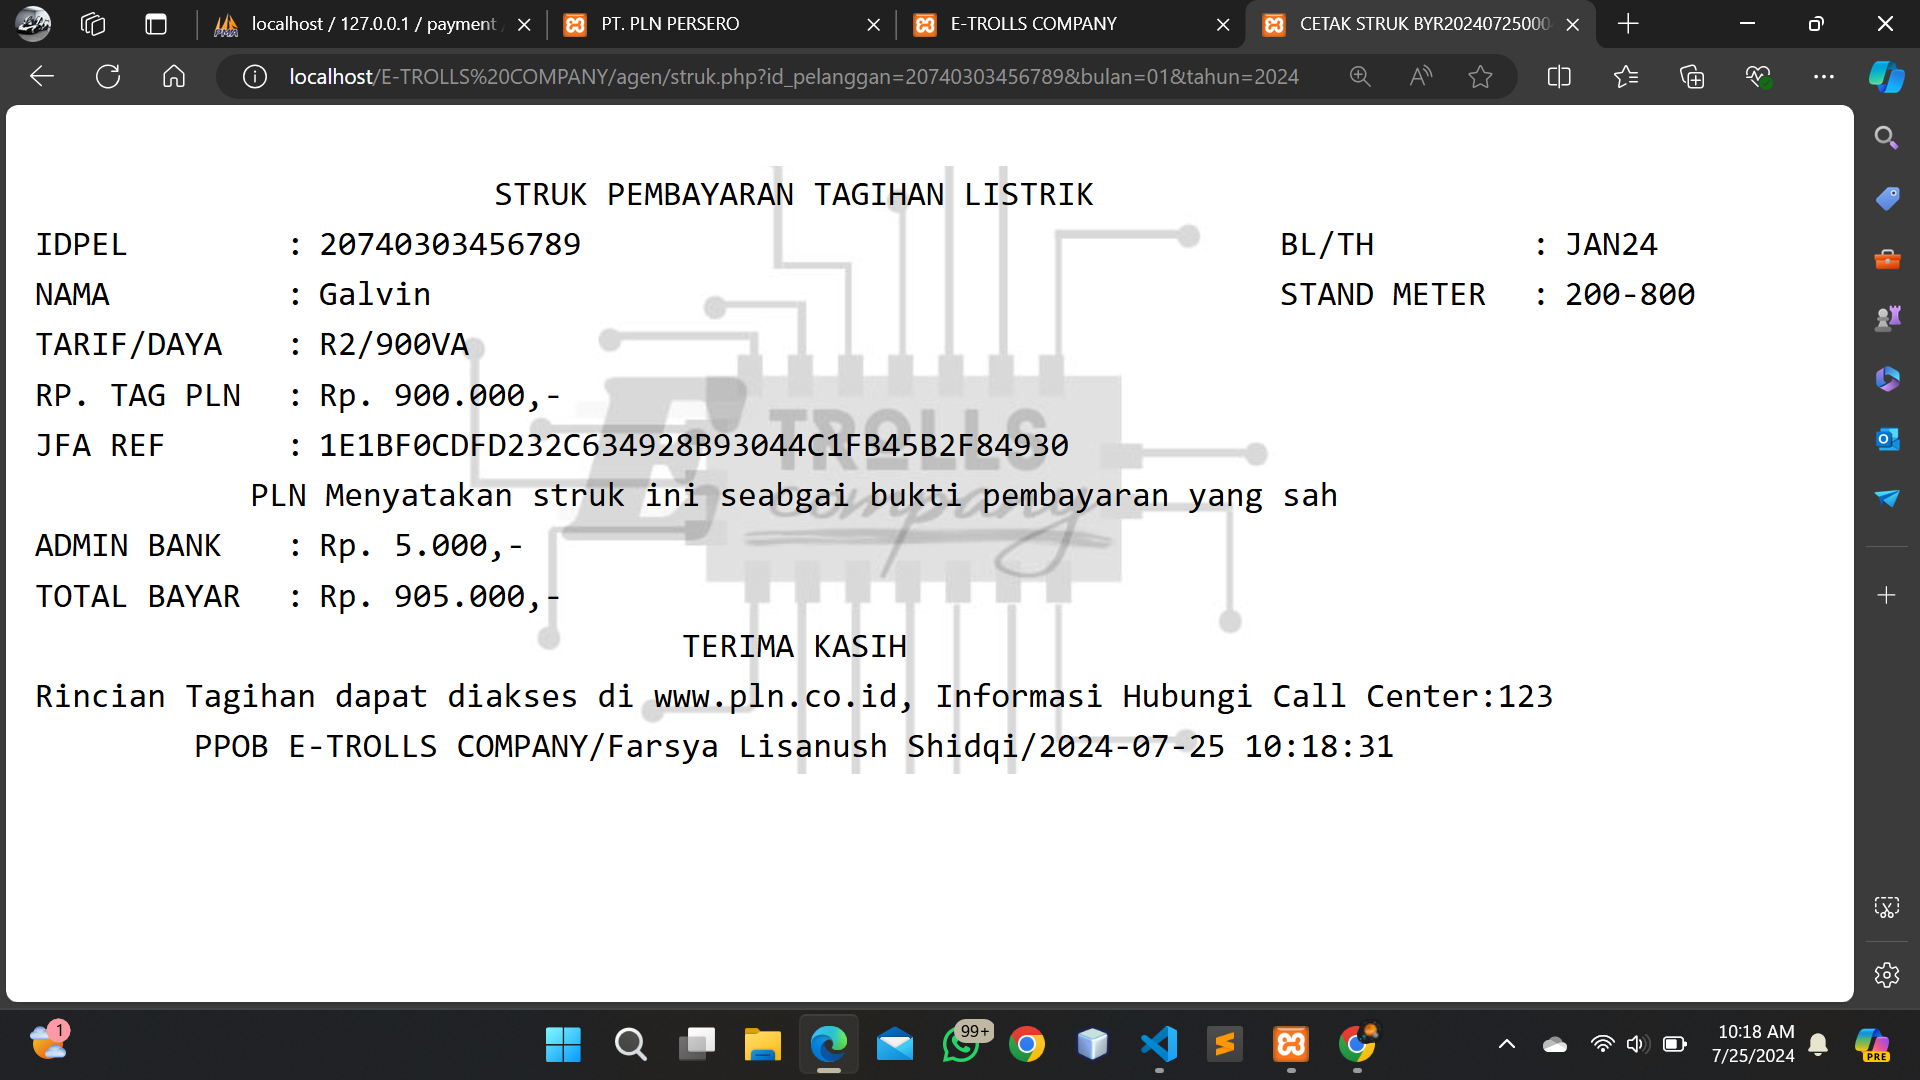 localhost / 127.0.0.1 / payment
PT. PLN PERSERO
E-TROLLS COMPANY
CETAK STRUK BYR20240725000
localhost/E-TROLLS%20COMPANY/agen/struk.php?id_pelanggan=20740303456789&bulan=01&tahun=2024
STRUK PEMBAYARAN TAGIHAN LISTRIK
IDPEL : 20740303456789 BL/TH : JAN24
NAMA : Galvin STAND METER : 200-800
TARIF/DAYA : R2/900VA
RP. TAG PLN : Rp. 900.000,-
JFA REF : 1E1BF0CDFD232C634928B93044C1FB45B2F84930
PLN Menyatakan struk ini seabgai bukti pembayaran yang sah
ADMIN BANK : Rp. 5.000,-
TOTAL BAYAR : Rp. 905.000,-
TERIMA KASIH
Rincian Tagihan dapat diakses di www.pln.co.id, Informasi Hubungi Call Center:123
PPOB E-TROLLS COMPANY/Farsya Lisanush Shidqi/2024-07-25 10:18:31
E TROLLS
company
1
99+
10:18 AM
7/25/2024
PRE